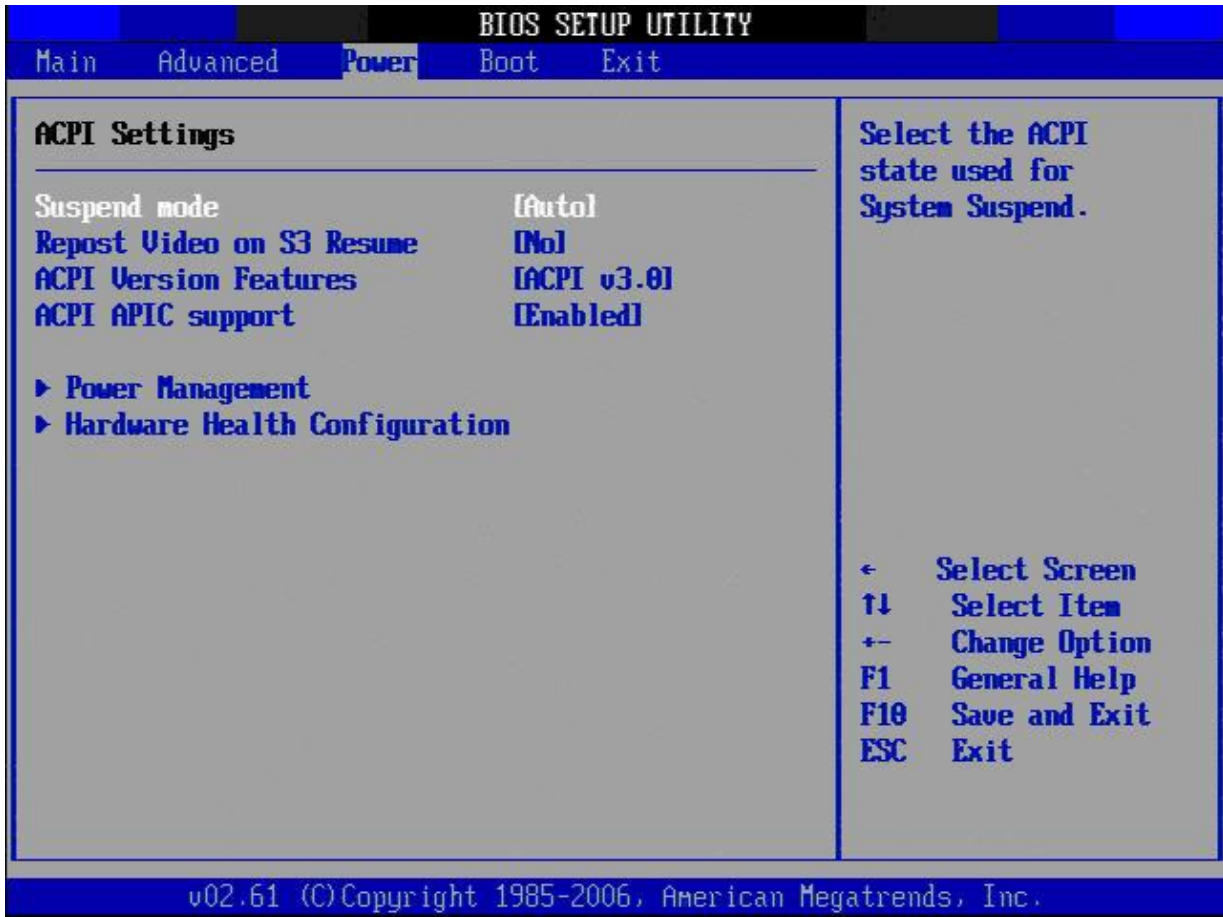 BIOS SETUP UTILITY
Main Advanced Power Boot Exit
ACPI Settings
Suspend mode [Auto]
Repost Video on S3 Resume [No]
ACPI Version Features [ACPI v3.0]
ACPI APIC support [Enabled]
▶ Power Management
▶ Hardware Health Configuration
Select the ACPI
state used for
System Suspend.
← Select Screen
↑↓ Select Item
+- Change Option
F1 General Help
F10 Save and Exit
ESC Exit
v02.61 (C)Copyright 1985-2006, American Megatrends, Inc.